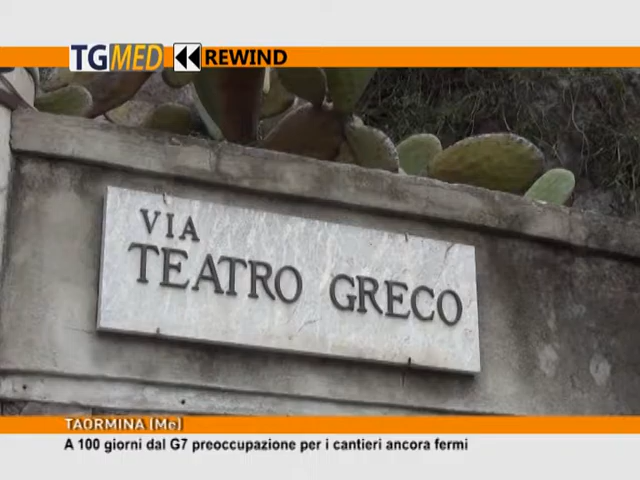 TGMED REWIND
VIA
TEATRO GRECO
TAORMINA (Me)
A 100 giorni dal G7 preoccupazione per i cantieri ancora fermi